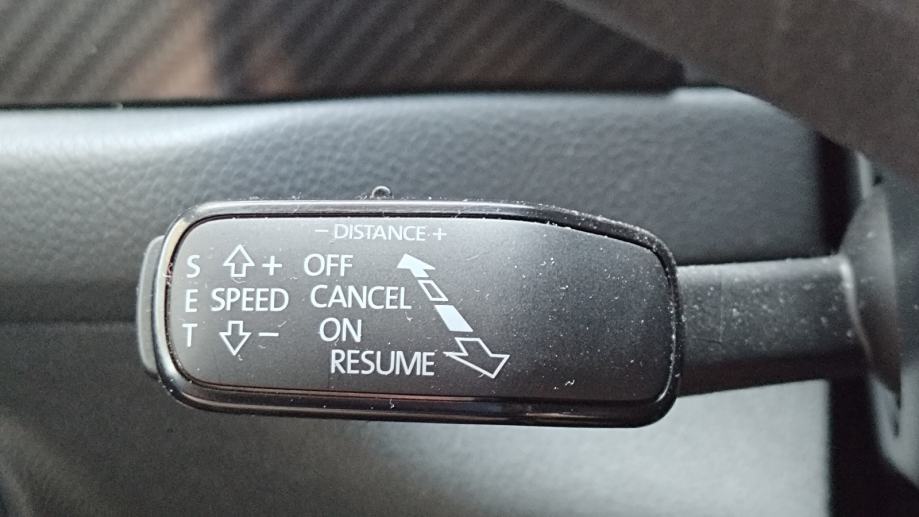 − DISTANCE +
S + OFF
E SPEED CANCEL
T − ON
RESUME